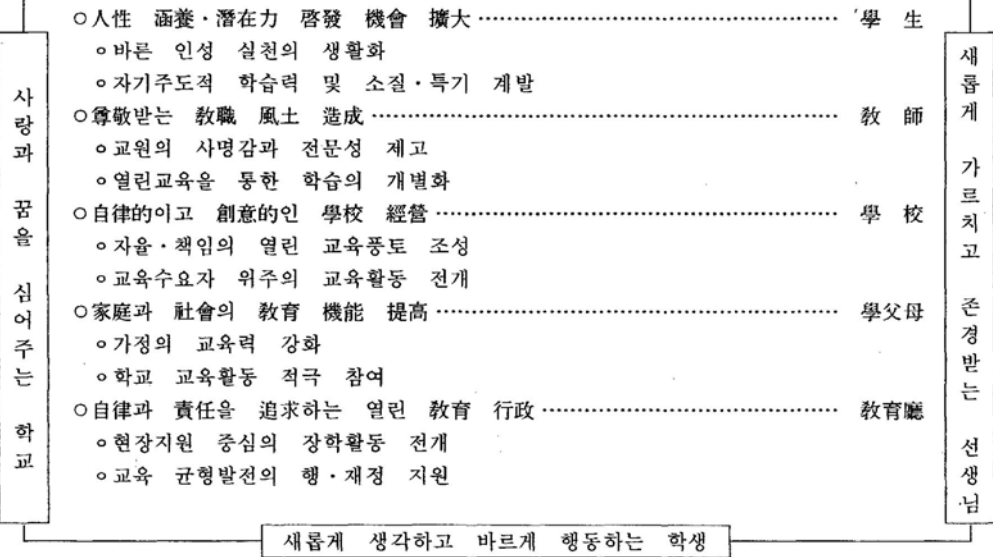 ○人性 涵養·潛在力 啓發 機會 擴大 ················ 學 生
∘바른 인성 실천의 생활화
∘자기주도적 학습력 및 소질·특기 계발
○尊敬받는 敎職 風土 造成 ················ 敎 師
∘교원의 사명감과 전문성 제고
∘열린교육을 통한 학습의 개별화
○自律的이고 創意的인 學校 經營 ················ 學 校
∘자율·책임의 열린 교육풍토 조성
∘교육수요자 위주의 교육활동 전개
○家庭과 社會의 敎育 機能 提高 ················ 學父母
∘가정의 교육력 강화
∘학교 교육활동 적극 참여
○自律과 責任을 追求하는 열린 敎育 行政 ················ 敎育廳
∘현장지원 중심의 장학활동 전개
∘교육 균형발전의 행·재정 지원
사랑과 꿈을 심어주는 학교
새롭게 가르치고 존경받는 선생님
새롭게 생각하고 바르게 행동하는 학생